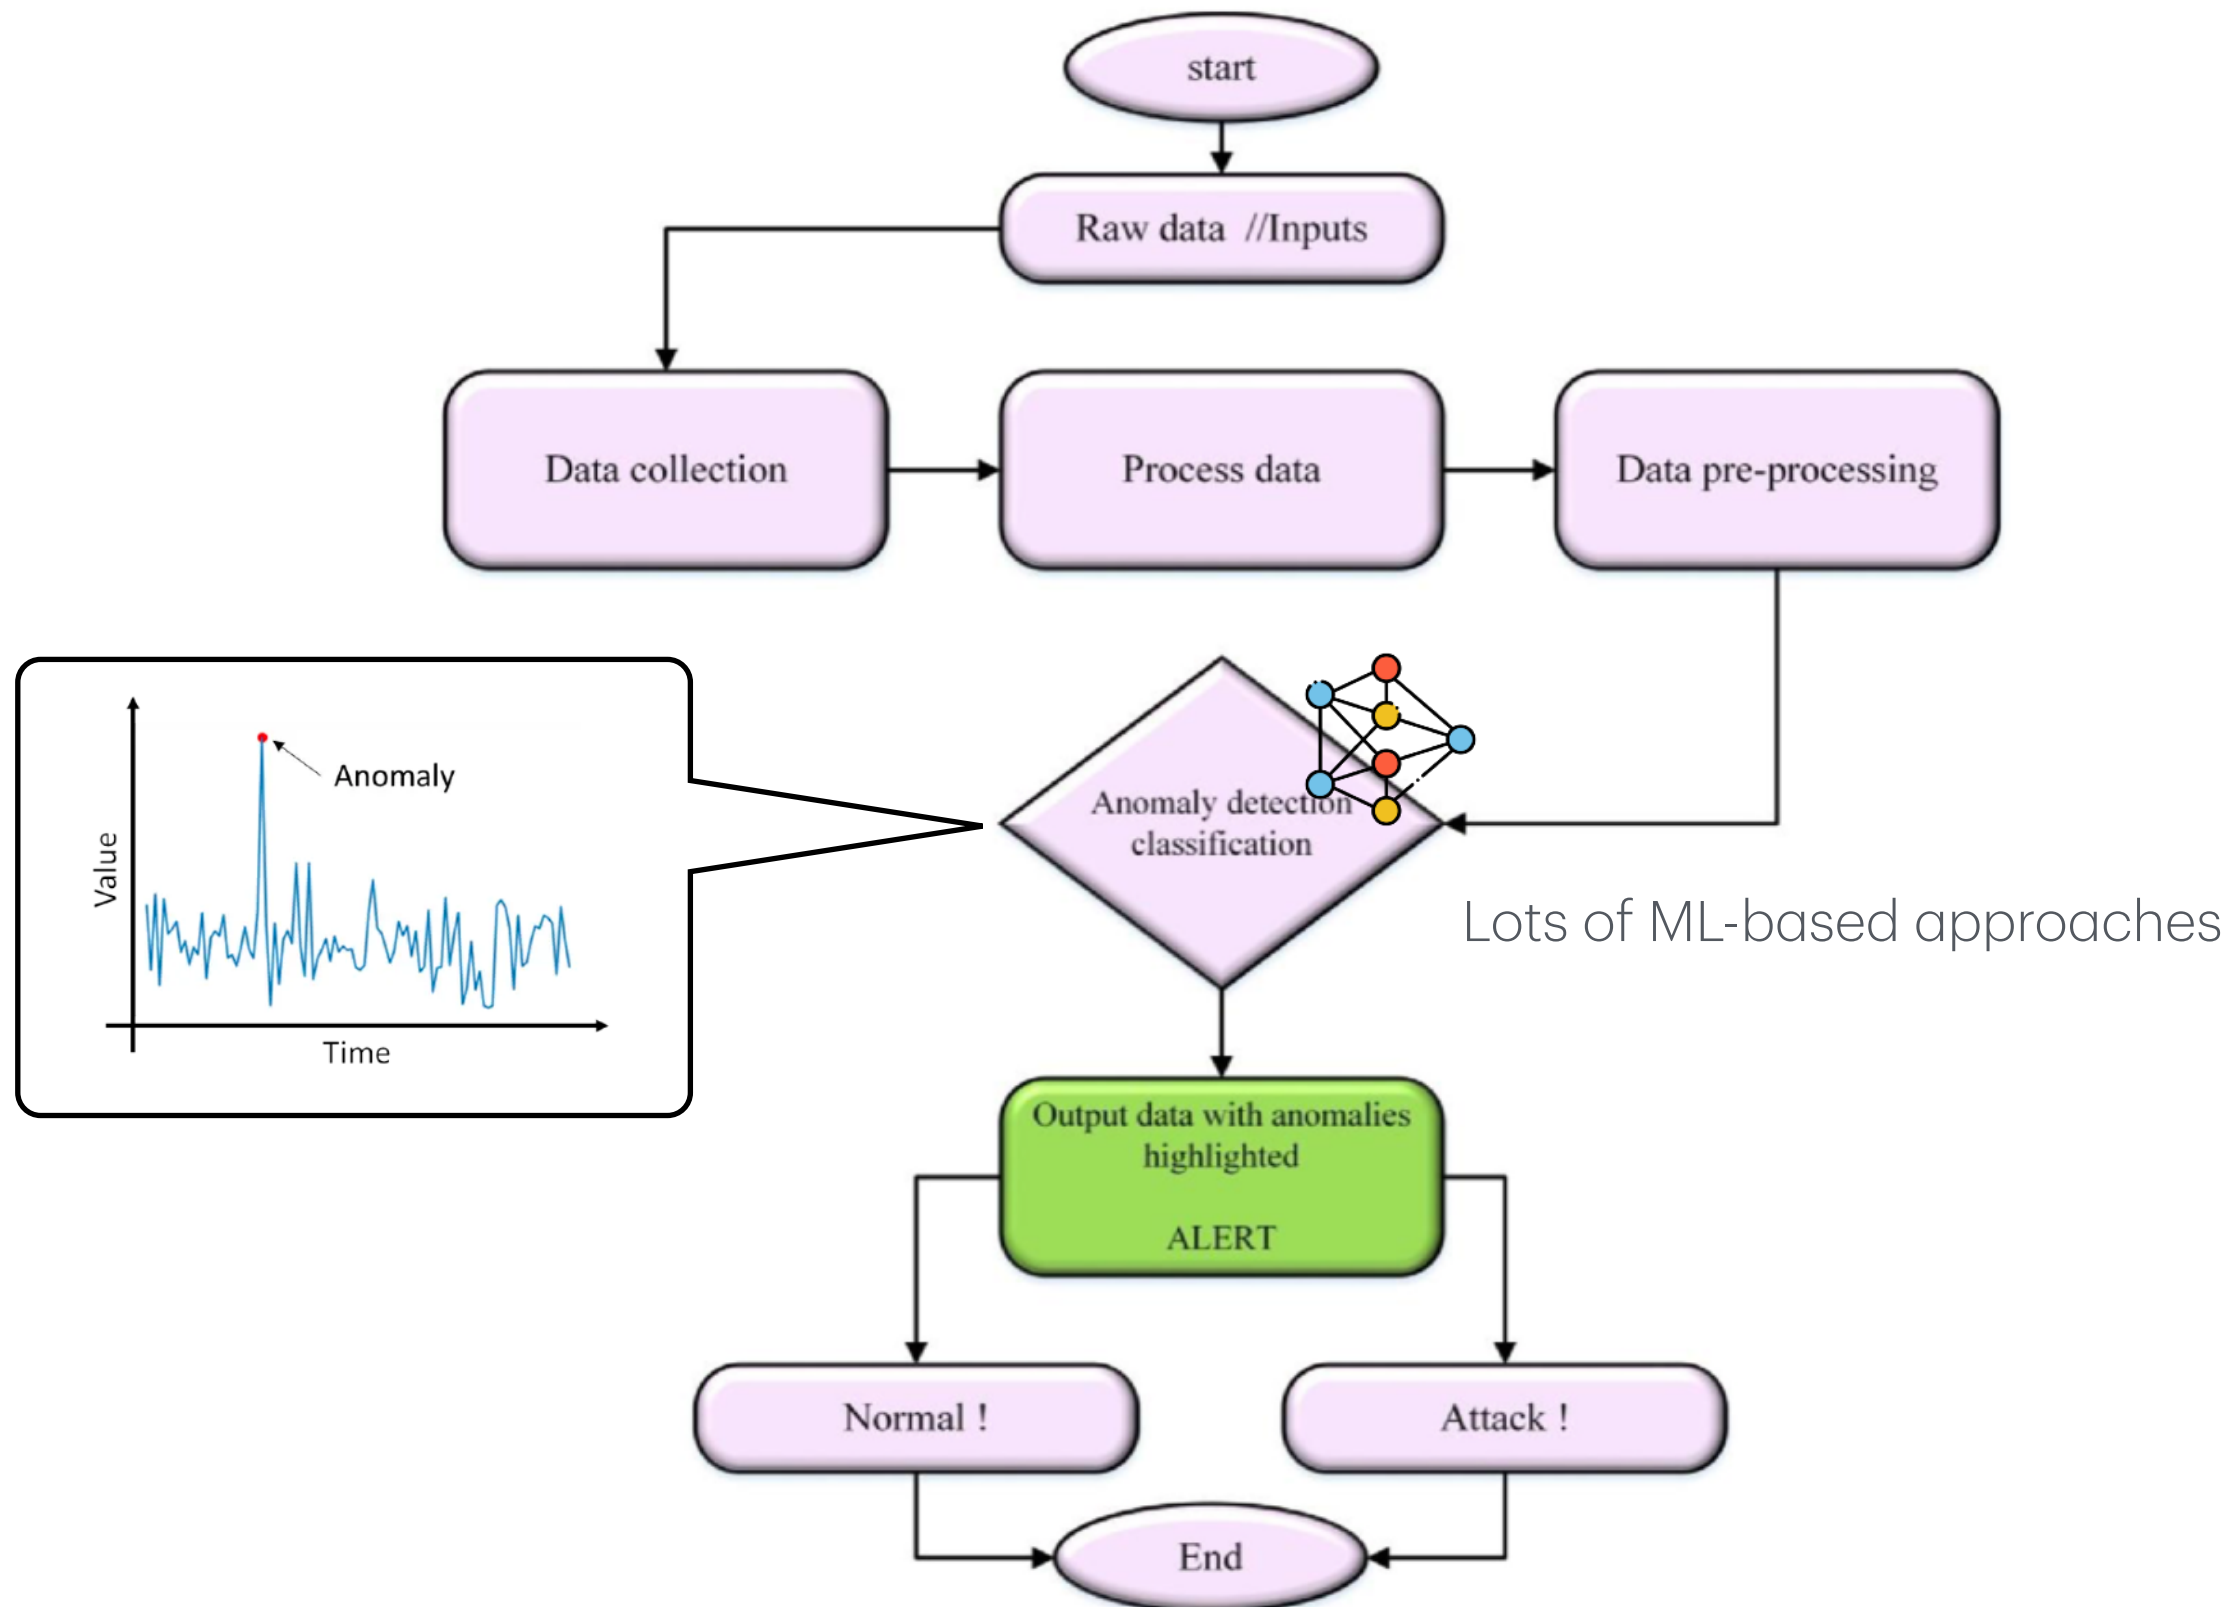 start
Raw data //Inputs
Data collection
Process data
Data pre-processing
Anomaly
Value
Time
Anomaly detection
classification
Lots of ML-based approaches
Output data with anomalies
highlighted
ALERT
Normal !
Attack !
End